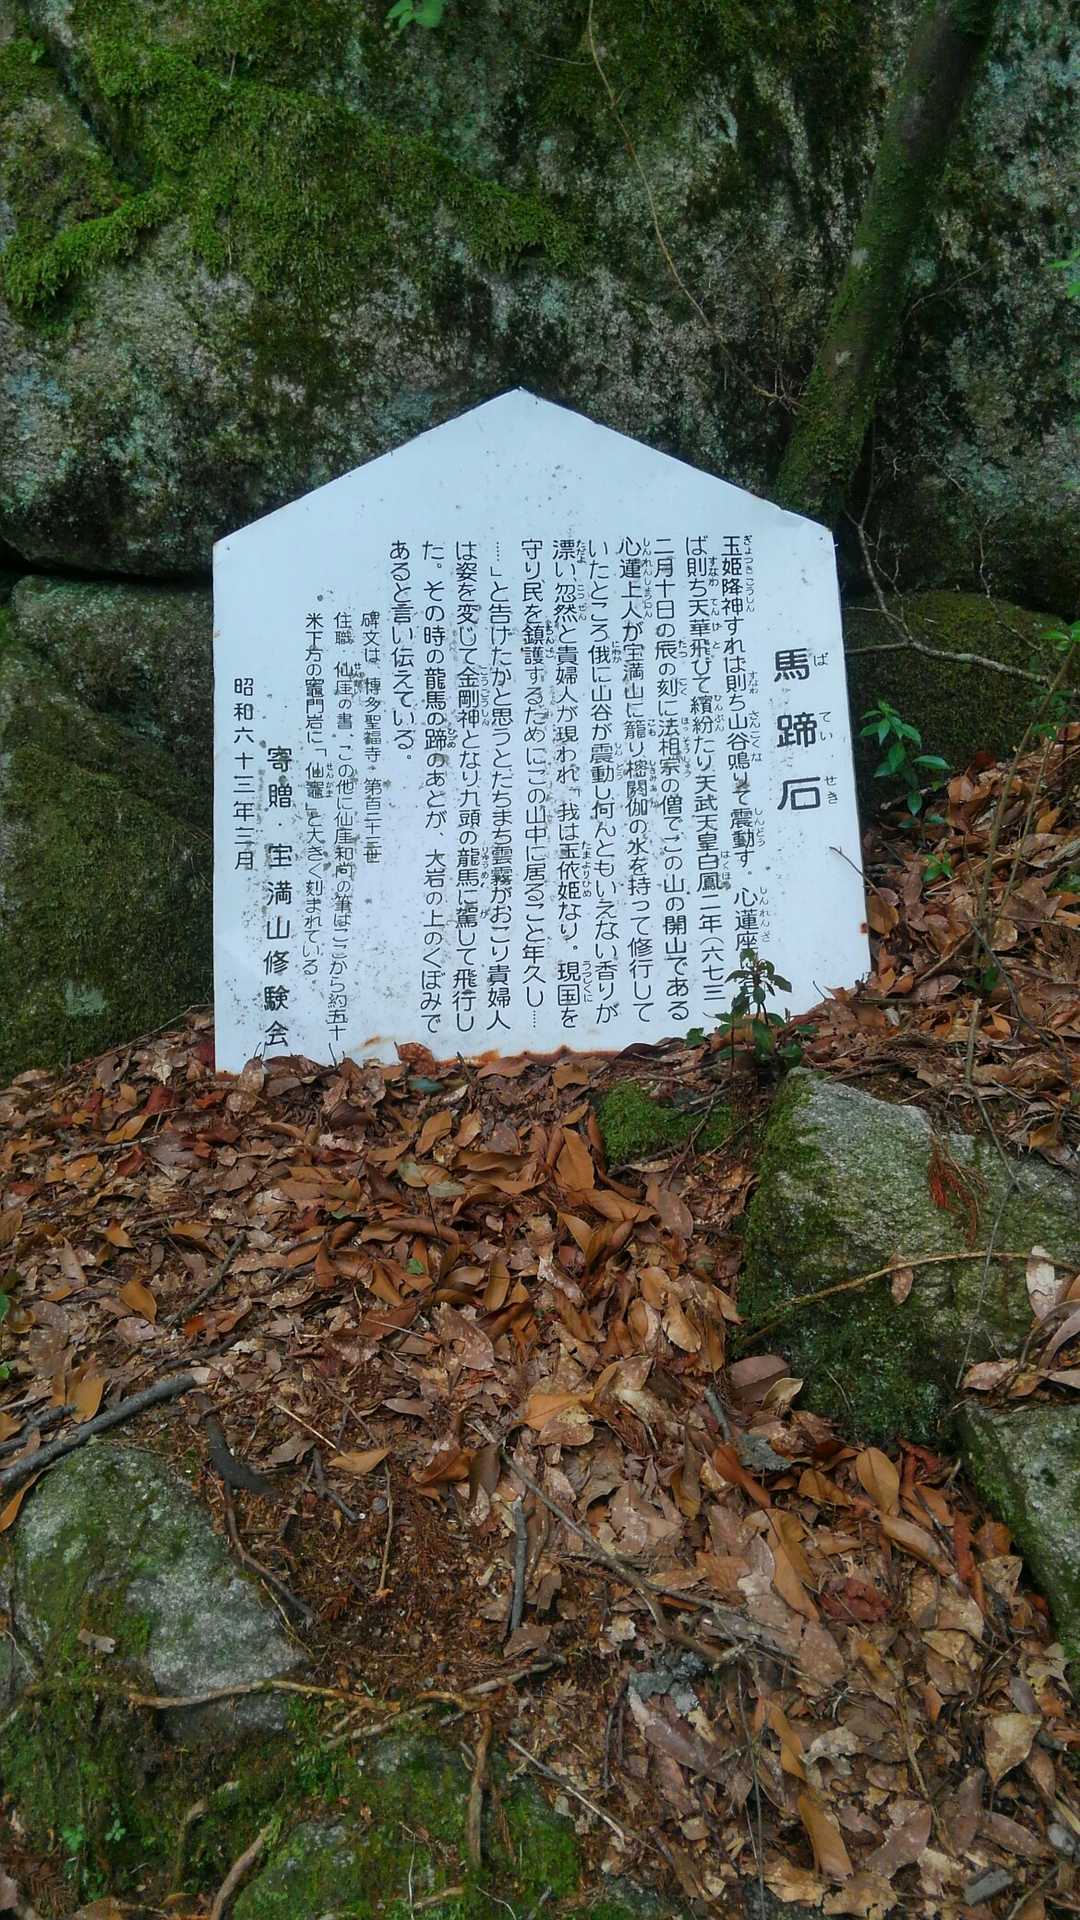 馬蹄石
玉姫降神すれは則ち山谷鳴りて震動す。心蓮座
ば則ち天華飛びて繽紛たり天武天皇白鳳二年(六七三
二月十日の辰の刻に法相宗の僧でこの山の開山である
心蓮上人が宝満山に籠り樒閼伽の水を持って修行して
いたところ俄に山谷が震動し何んともいえない香りが
漂い忽然と貴婦人が現われ「我は玉依姫なり。現国を
守り民を鎮護するためにこの山中に居ること年久し……
……」と告げたかと思うとたちまち雲霧がおこり貴婦人
は姿を変じて金剛神となり九頭の龍馬に駕して飛行し
た。その時の龍馬の蹄のあとが、大岩の上のくぼみで
あると言い伝えている。
碑文は、博多聖福寺・第百二十三世
住職・仙厓の書、この他に仙厓和尚の筆はここから約五十
米下方の竈門岩に「仙竈」と大きく刻まれている。
寄贈・宝満山修験会
昭和六十三年三月